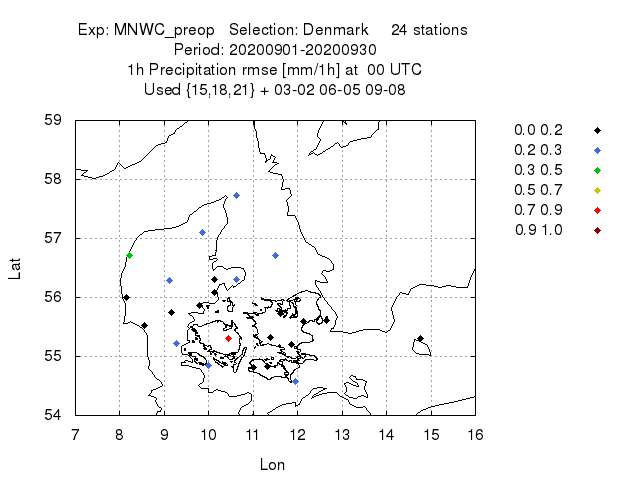 Exp: MNWC_preop   Selection: Denmark     24 stations
Period: 20200901-20200930
1h Precipitation rmse [mm/1h] at  00 UTC
Used {15,18,21} + 03-02 06-05 09-08
59
58
57
56
55
54
Lat
7 8 9 10 11 12 13 14 15 16
Lon
0.0 0.2
0.2 0.3
0.3 0.5
0.5 0.7
0.7 0.9
0.9 1.0